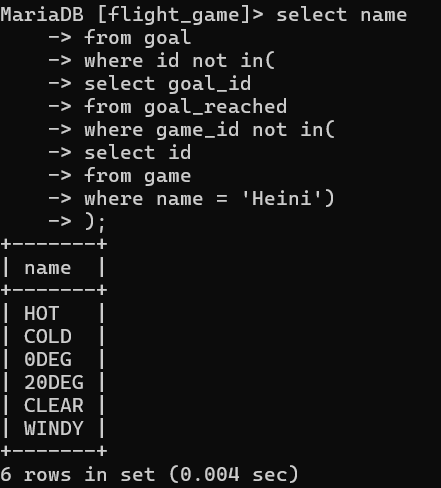 MariaDB [flight_game]> select name
    -> from goal
    -> where id not in(
    -> select goal_id
    -> from goal_reached
    -> where game_id not in(
    -> select id
    -> from game
    -> where name = 'Heini')
    -> );
+-------+
| name  |
+-------+
| HOT   |
| COLD  |
| 0DEG  |
| 20DEG |
| CLEAR |
| WINDY |
+-------+
6 rows in set (0.004 sec)